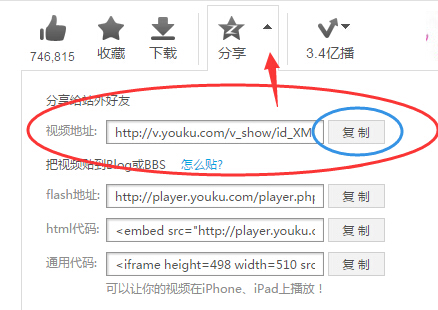 746,815 收藏 下载 分享 3.4亿播
分享给站外好友
视频地址: http://v.youku.com/v_show/id_XM 复 制
把视频贴到Blog或BBS 怎么贴?
flash地址: http://player.youku.com/player.php 复 制
html代码: <embed src="http://player.youku.c 复 制
通用代码: <iframe height=498 width=510 src 复 制
可以让你的视频在iPhone、iPad上播放！